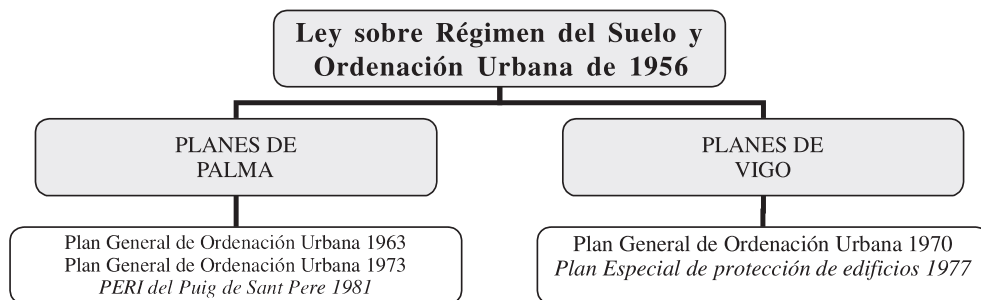 Ley sobre Régimen del Suelo y
Ordenación Urbana de 1956
PLANES DE
PALMA
PLANES DE
VIGO
Plan General de Ordenación Urbana 1963
Plan General de Ordenación Urbana 1973
PERI del Puig de Sant Pere 1981
Plan General de Ordenación Urbana 1970
Plan Especial de protección de edificios 1977